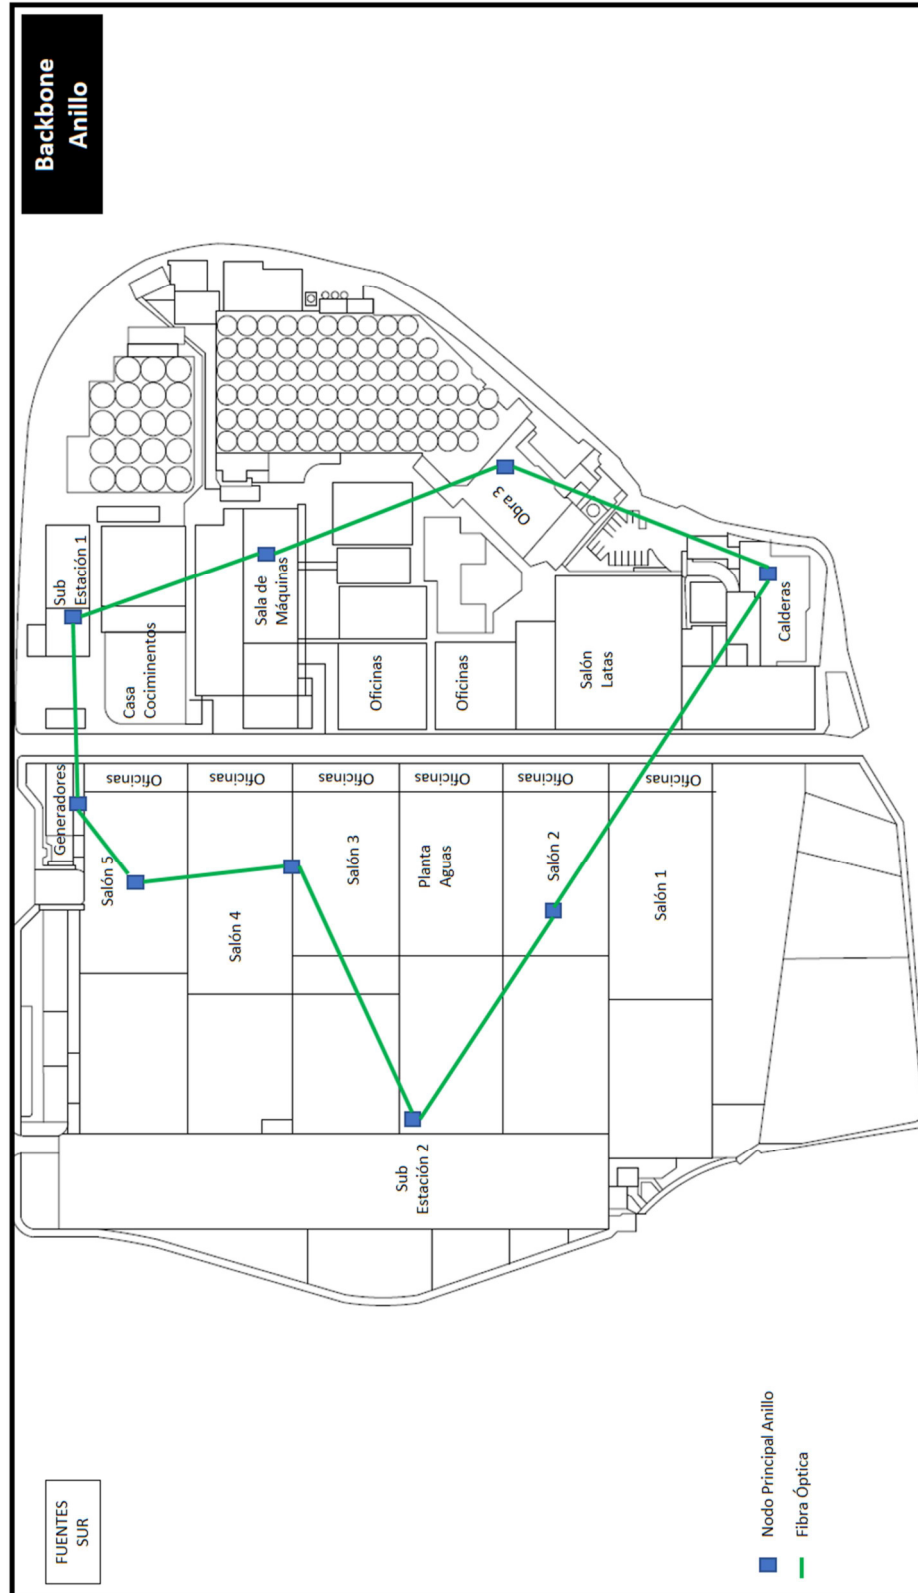 Backbone
Anillo
Sub
Estación 1
Casa
Cociminentos
Sala de
Máquinas
Obra 3
Oficinas
Oficinas
Salón
Latas
Calderas
Generadores
Oficinas
Oficinas
Oficinas
Oficinas
Oficinas
Salón 5
Salón 4
Salón 3
Planta
Aguas
Salón 2
Salón 1
Sub
Estación 2
FUENTES
SUR
Nodo Principal Anillo
Fibra Óptica